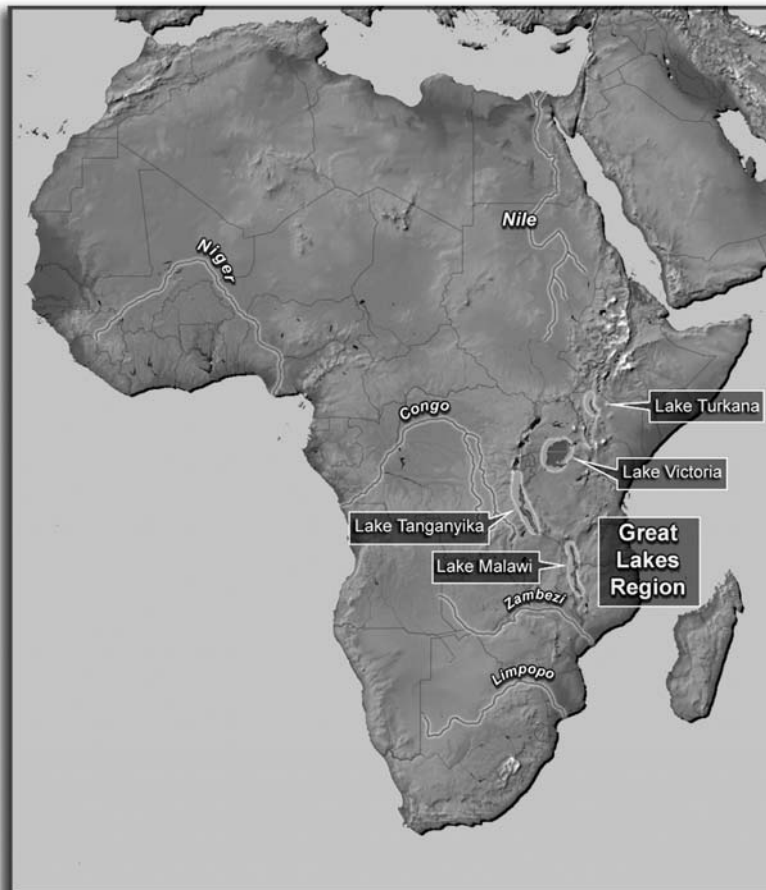 Nile
Niger
Lake Turkana
Congo
Lake Victoria
Lake Tanganyika
Great
Lakes
Region
Lake Malawi
Zambezi
Limpopo